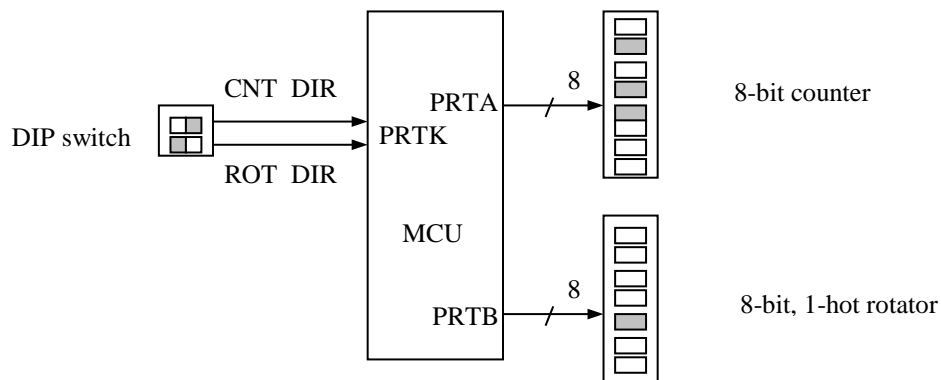 CNT DIR
DIP switch
ROT DIR
PRTK
PRTA
MCU
PRTB
8
8-bit counter
8
8-bit, 1-hot rotator